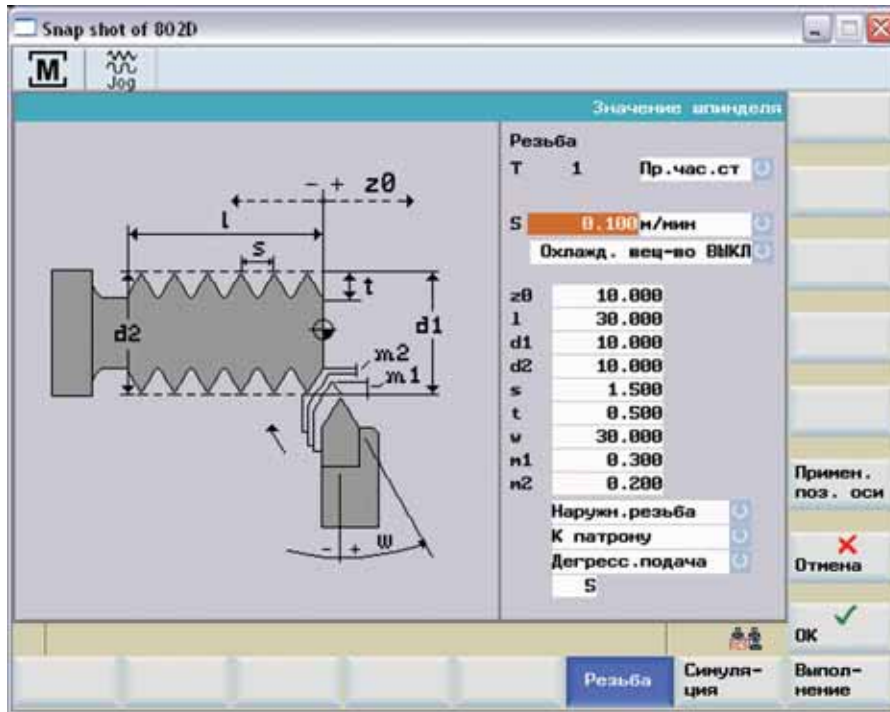 Snap shot of 802D
M
Jog
Значение шпинделя
Резьба
T 1 Пр.час.ст
S 0.100 м/мин
Охлажд. вещ-во ВЫКЛ
z0 10.000
l 30.000
d1 10.000
d2 10.000
s 1.500
t 0.500
w 30.000
m1 0.300
m2 0.200
Наружн.резьба
К патрону
Дегресс.подача
5
- + z0
l
s
t
d2
d1
m2
m1
- + w
Примен.
поз. оси
Отмена
OK
Резьба
Симуля-
ция
Выпол-
нение